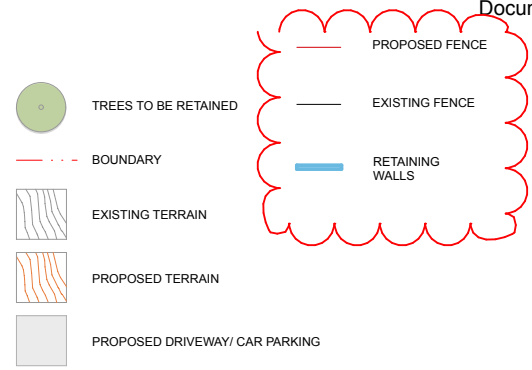 Docu
PROPOSED FENCE
TREES TO BE RETAINED
EXISTING FENCE
BOUNDARY
RETAINING
WALLS
EXISTING TERRAIN
PROPOSED TERRAIN
PROPOSED DRIVEWAY/ CAR PARKING